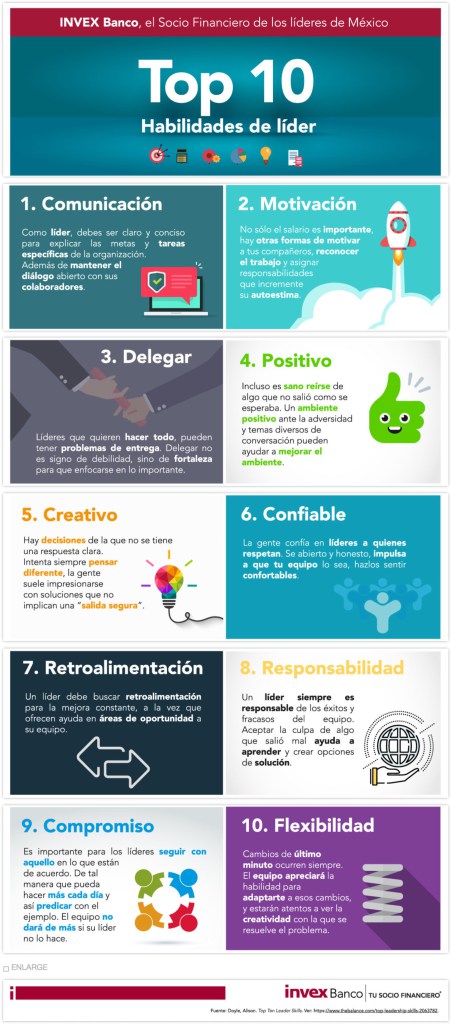 INVEX Banco, el Socio Financiero de los líderes de México
Top 10
Habilidades de líder
1. Comunicación
Como líder, debes ser claro y conciso
para explicar las metas y tareas
específicas de la organización.
Además de mantener el
diálogo abierto con sus
colaboradores.
2. Motivación
No sólo el salario es importante,
hay otras formas de motivar
a tus compañeros, reconocer
el trabajo y asignar
responsabilidades
que incremente
su autoestima.
3. Delegar
Líderes que quieren hacer todo, pueden
tener problemas de entrega. Delegar no
es signo de debilidad, sino de fortaleza
para que enfocarse en lo importante.
4. Positivo
Incluso es sano reírse de
algo que no salió como se
esperaba. Un ambiente
positivo ante la adversidad
y temas diversos de
conversación pueden
ayudar a mejorar el
ambiente.
5. Creativo
Hay decisiones de la que no se tiene
una respuesta clara.
Intenta siempre pensar
diferente, la gente
suele impresionarse
con soluciones que no
implican una “salida segura”.
6. Confiable
La gente confía en líderes a quienes
respetan. Se abierto y honesto, impulsa
a que tu equipo lo sea, hazlos sentir
confortables.
7. Retroalimentación
Un líder debe buscar retroalimentación
para la mejora constante, a la vez que
ofrecen ayuda en áreas de oportunidad a
su equipo.
8. Responsabilidad
Un líder siempre es
responsable de los éxitos y
fracasos del equipo.
Aceptar la culpa de algo
que salió mal ayuda a
aprender y crear opciones
de solución.
9. Compromiso
Es importante para los líderes seguir con
aquello en lo que están
de acuerdo. De tal
manera que pueda
hacer más cada día y
así predicar con el
ejemplo. El equipo no
dará de más si su líder
no lo hace.
10. Flexibilidad
Cambios de último
minuto ocurren siempre.
El equipo apreciará la
habilidad para
adaptarte a esos cambios,
y estarán atentos a ver la
creatividad con la que se
resuelve el problema.
ENLARGE
invex Banco TU SOCIO FINANCIERO®
Fuente: Doyle, Alison. Top Ten Leader Skills. Ver: https://www.thebalance.com/top-leadership-skills-2063782.